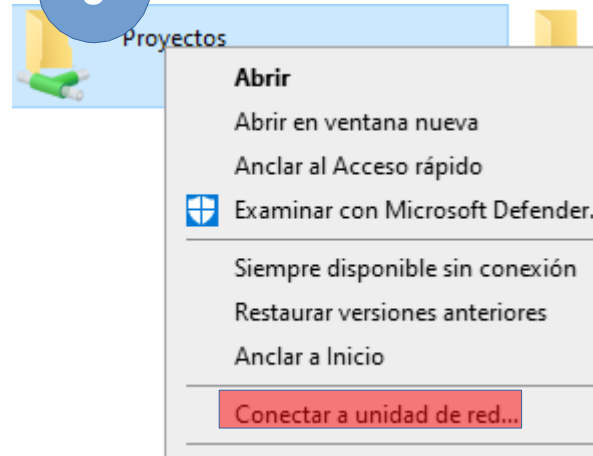 Proyectos
Abrir
Abrir en ventana nueva
Anclar al Acceso rápido
Examinar con Microsoft Defender.
Siempre disponible sin conexión
Restaurar versiones anteriores
Anclar a Inicio
Conectar a unidad de red...